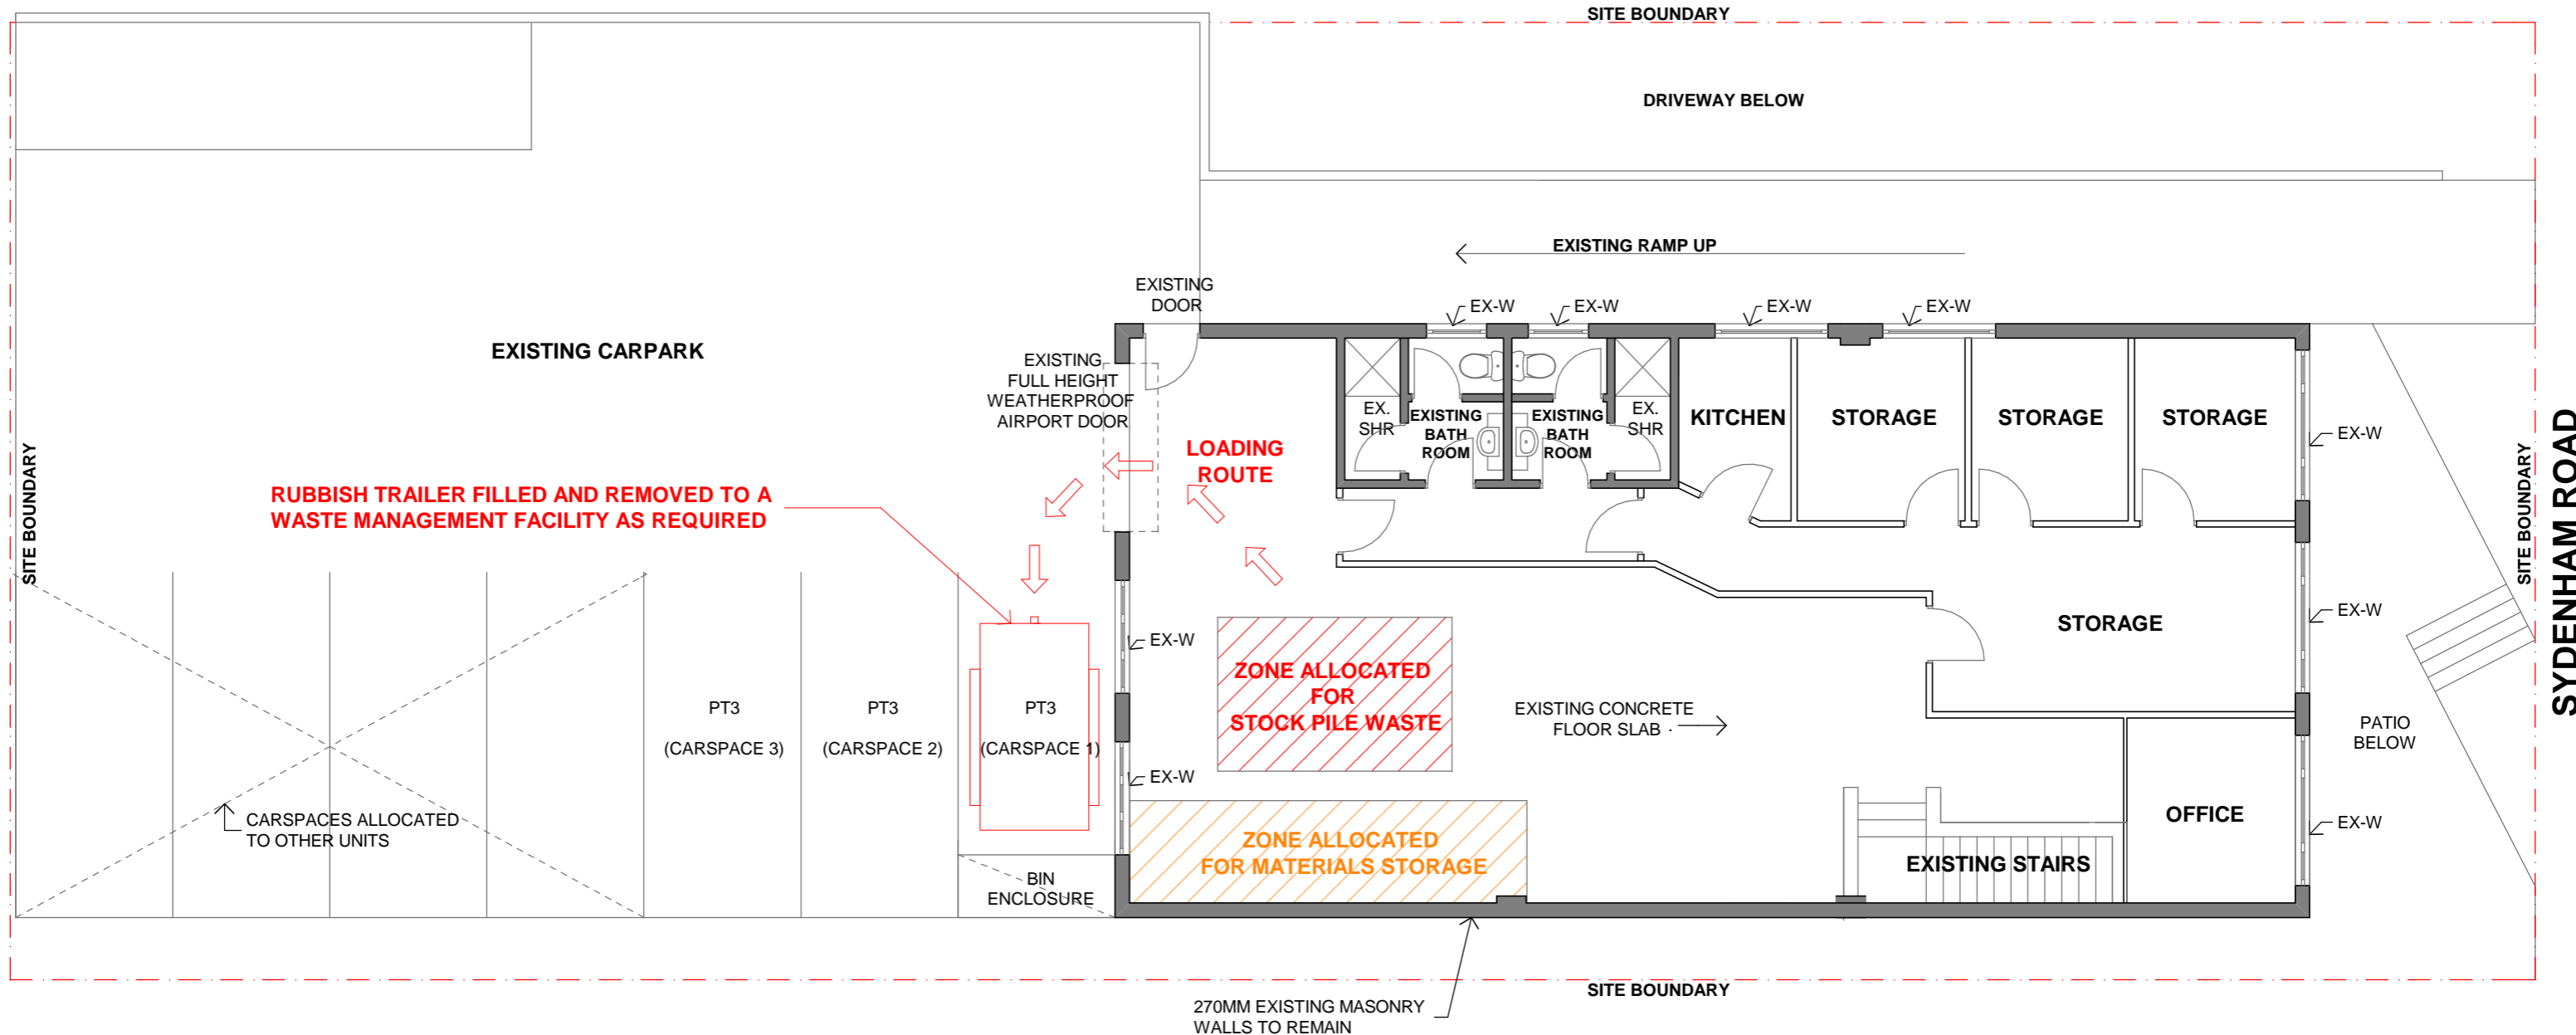 SITE BOUNDARY
DRIVEWAY BELOW
EXISTING RAMP UP
EXISTING
DOOR
EX-W
EX-W
EX-W
EX-W
EXISTING CARPARK
EXISTING
FULL HEIGHT
WEATHERPROOF
AIRPORT DOOR
EX.
SHR
EXISTING
BATH
ROOM
EXISTING
BATH
ROOM
EX.
SHR
KITCHEN
STORAGE
STORAGE
STORAGE
EX-W
SITE BOUNDARY
LOADING
ROUTE
RUBBISH TRAILER FILLED AND REMOVED TO A
WASTE MANAGEMENT FACILITY AS REQUIRED
SITE BOUNDARY
SYDENHAM ROAD
EX-W
STORAGE
EX-W
ZONE ALLOCATED
FOR
STOCK PILE WASTE
PT3
(CARSPACE 3)
PT3
(CARSPACE 2)
PT3
(CARSPACE 1)
EXISTING CONCRETE
FLOOR SLAB
PATIO
BELOW
EX-W
CARSPACES ALLOCATED
TO OTHER UNITS
ZONE ALLOCATED
FOR MATERIALS STORAGE
OFFICE
EX-W
EXISTING STAIRS
BIN
ENCLOSURE
SITE BOUNDARY
270MM EXISTING MASONRY
WALLS TO REMAIN